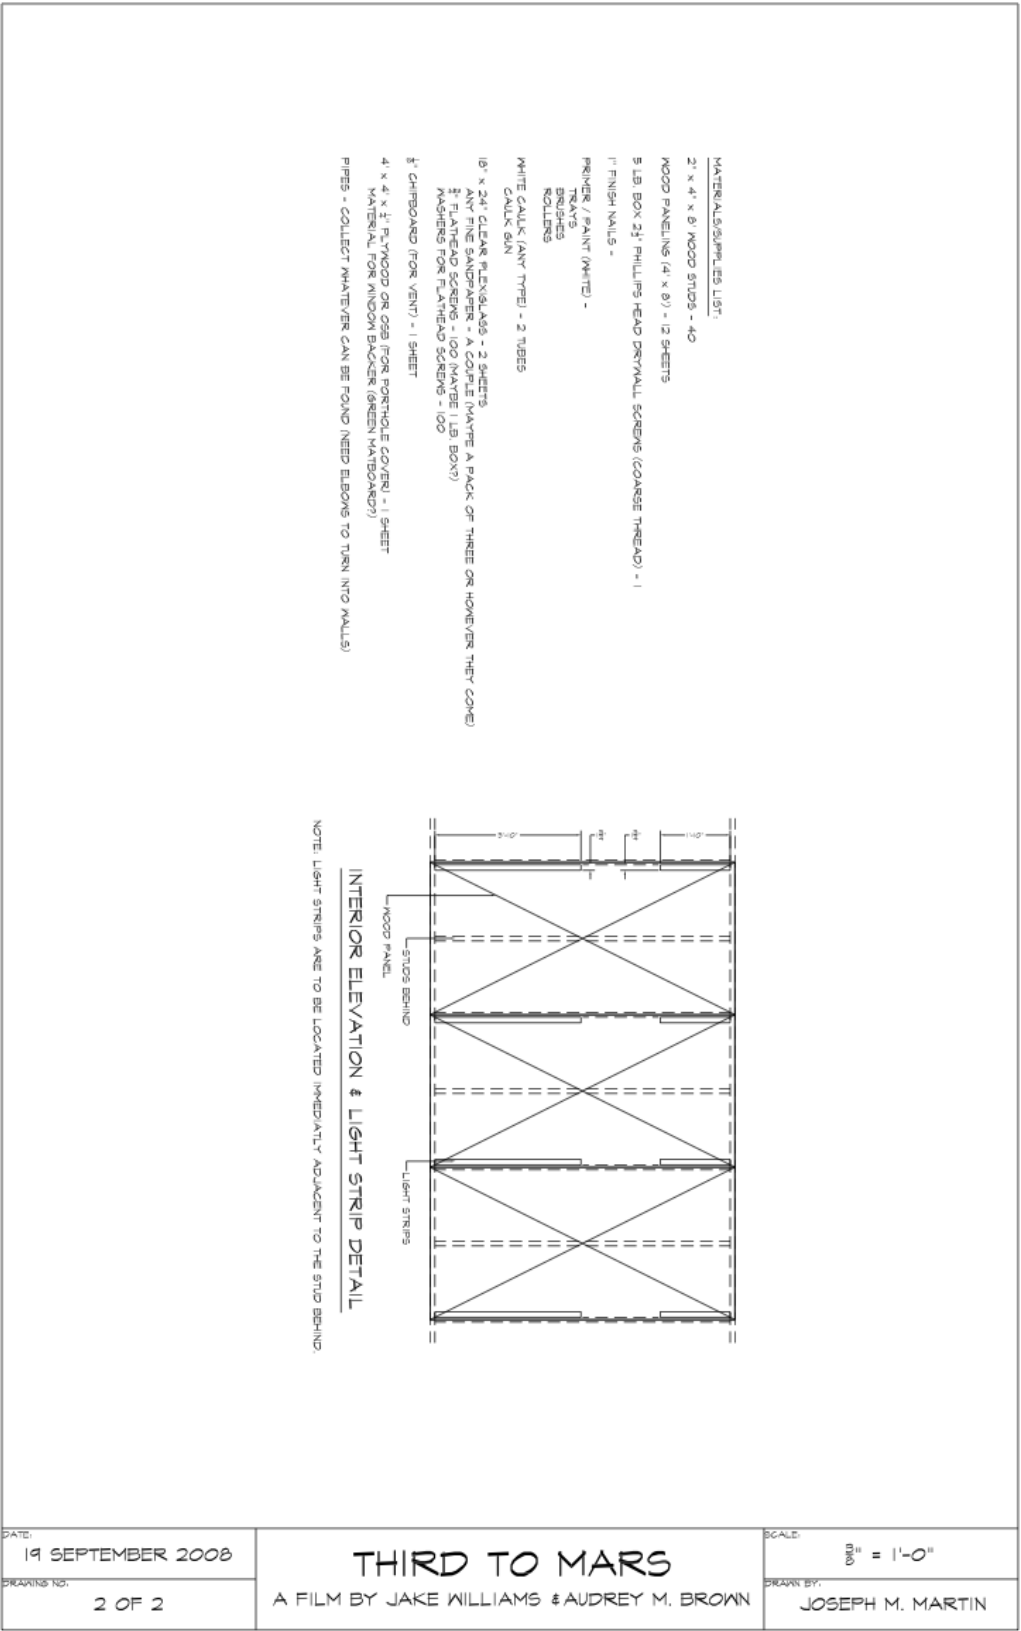 MATERIALS/SUPPLIES LIST:
2" x 4" x 8' WOOD STUDS - 40
WOOD PANELING (4' x 8') - 12 SHEETS
5 LB. BOX 2½" PHILLIPS HEAD DRYWALL SCREWS (COARSE THREAD) - 1
1" FINISH NAILS -
PRIMER / PAINT (WHITE) -
TRAYS
BRUSHES
ROLLERS
WHITE CAULK (ANY TYPE) - 2 TUBES
CAULK GUN
18" x 24" CLEAR PLEXIGLASS - 2 SHEETS
ANY FINE SANDPAPER - A COUPLE (MAYPE A PACK OF THREE OR HOWEVER THEY COME)
FLATHEAD SCREWS - 100 (MAYBE 1 LB. BOX?)
WASHERS FOR FLATHEAD SCREWS - 100
⅛" CHIPBOARD (FOR VENT) - 1 SHEET
4' x 4' x ½" PLYWOOD OR OSB (FOR PORTHOLE COVER) - 1 SHEET
MATERIAL FOR WINDOW BACKER (GREEN MATBOARD?)
PIPES - COLLECT WHATEVER CAN BE FOUND (NEED ELBOWS TO TURN INTO WALLS)
1'-10"
3'-10"
WOOD PANEL
STUDS BEHIND
LIGHT STRIPS
INTERIOR ELEVATION & LIGHT STRIP DETAIL
NOTE: LIGHT STRIPS ARE TO BE LOCATED IMMEDIATLY ADJACENT TO THE STUD BEHIND.
DATE:
19 SEPTEMBER 2008
DRAWING NO.
2 OF 2
THIRD TO MARS
A FILM BY JAKE WILLIAMS & AUDREY M. BROWN
SCALE:
3/8" = 1'-0"
DRAWN BY:
JOSEPH M. MARTIN